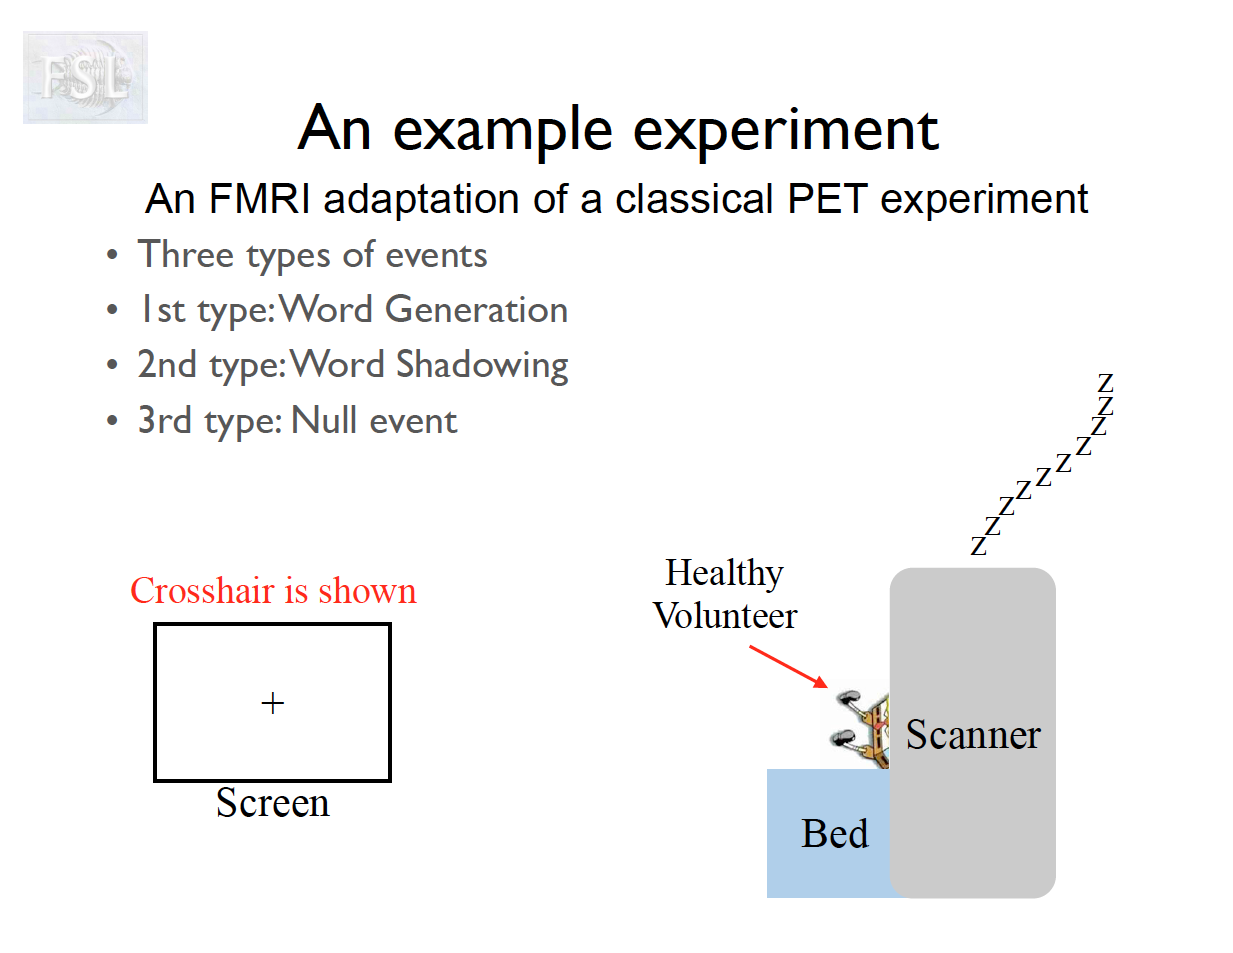 FSL
An example experiment
An FMRI adaptation of a classical PET experiment
• Three types of events
• 1st type: Word Generation
• 2nd type: Word Shadowing
• 3rd type: Null event
Z
Z
Z
Z
Z
Z
Z
Z
Z
Z
Healthy
Volunteer
Crosshair is shown
+
Screen
Scanner
Bed